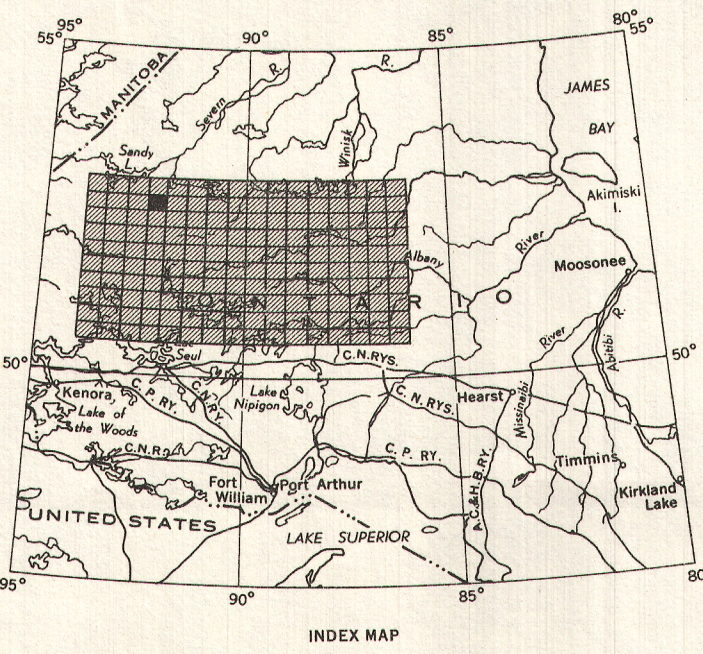 95°
90°
85°
80°
55°
55°
MANITOBA
Severn
R.
R.
Winisk
JAMES
BAY
Sandy
L.
Akimiski
I.
Albany
River
Moosonee
ONTARIO
Seul
C.N.RYS.
River
Abitibi
R.
50°
50°
Kenora
Lake of
the Woods
C. P. RY.
C.N.RY.
Lake
Nipigon
C. N. RYS.
Hearst
Missinaibi
C.N.R.
C. P. RY.
Timmins
Fort
William
Port Arthur
A.C.&H.B.RY.
Kirkland
Lake
UNITED STATES
LAKE SUPERIOR
95°
90°
85°
80
INDEX MAP